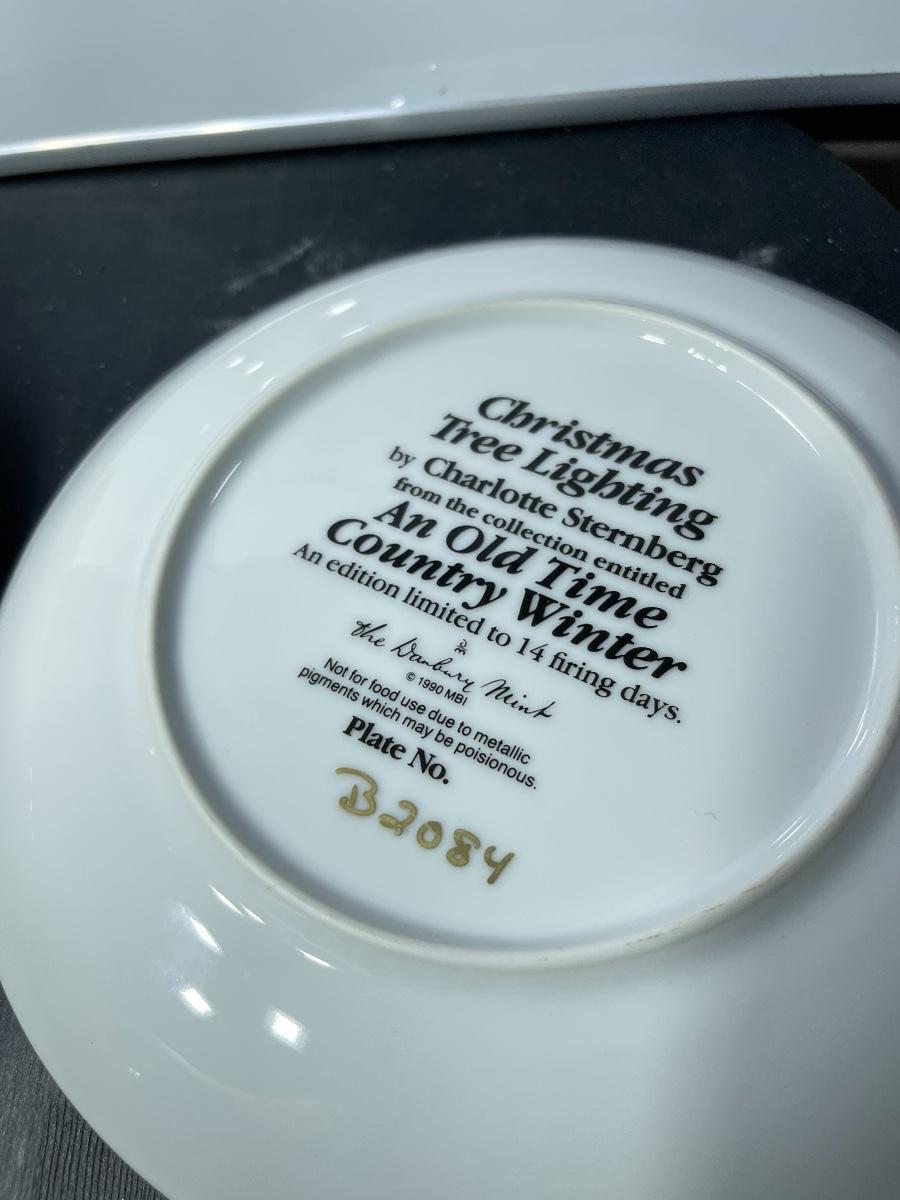 Christmas
Tree Lighting
by Charlotte Sternberg
from the collection entitled
An Old Time
Country Winter
An edition limited to 14 firing days.
the Danbury Mint
© 1990 MBI
Not for food use due to metallic
pigments which may be poisionous.
Plate No.
B2084